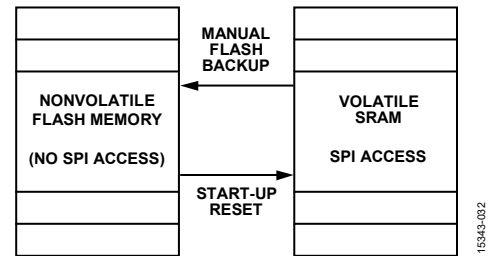 MANUAL
FLASH
BACKUP
NONVOLATILE
FLASH MEMORY
(NO SPI ACCESS)
VOLATILE
SRAM
SPI ACCESS
START-UP
RESET
15343-032